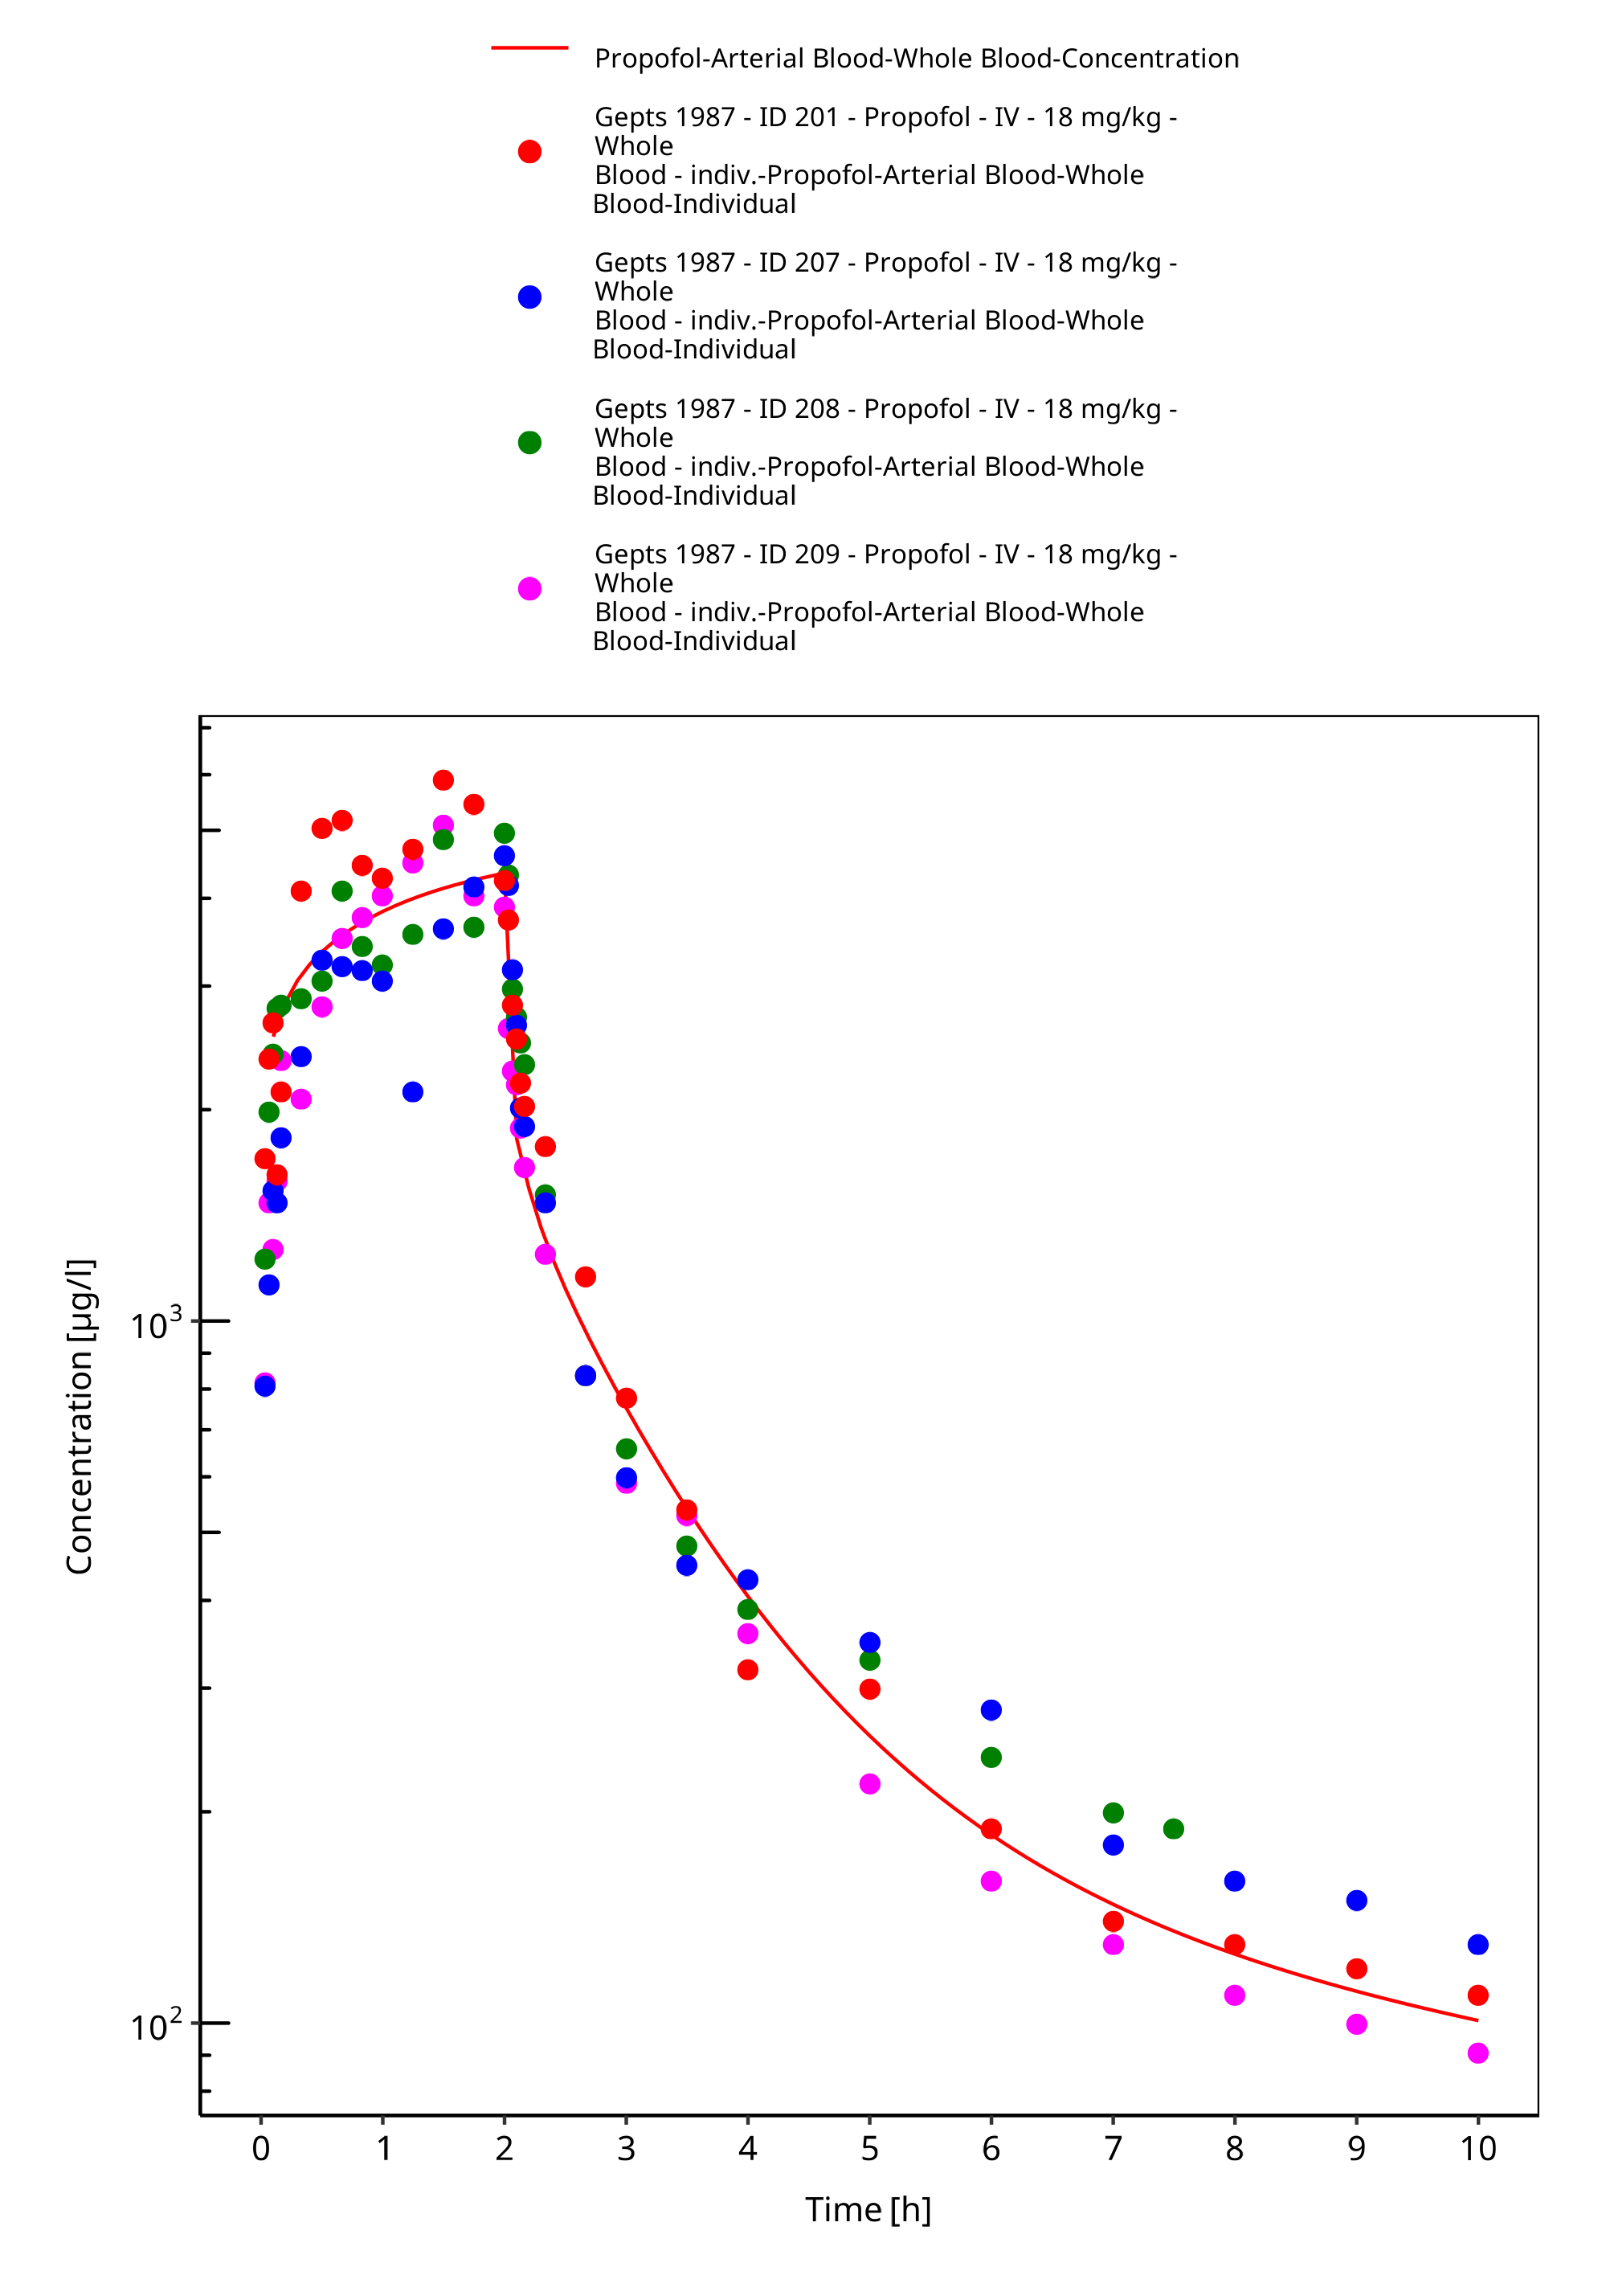 Propofol-Arterial Blood-Whole Blood-Concentration
Gepts 1987 - ID 201 - Propofol - IV - 18 mg/kg -
Whole
Blood - indiv.-Propofol-Arterial Blood-Whole
Blood-Individual
Gepts 1987 - ID 207 - Propofol - IV - 18 mg/kg -
Whole
Blood - indiv.-Propofol-Arterial Blood-Whole
Blood-Individual
Gepts 1987 - ID 208 - Propofol - IV - 18 mg/kg -
Whole
Blood - indiv.-Propofol-Arterial Blood-Whole
Blood-Individual
Gepts 1987 - ID 209 - Propofol - IV - 18 mg/kg -
Whole
Blood - indiv.-Propofol-Arterial Blood-Whole
Blood-Individual
Concentration [µg/l]
10³
10²
0 1 2 3 4 5 6 7 8 9 10
Time [h]